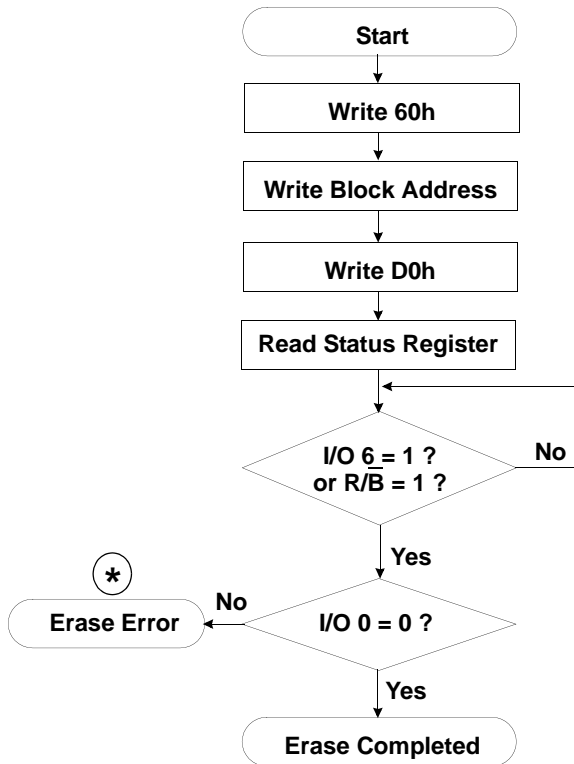 Start
Write 60h
Write Block Address
Write D0h
Read Status Register
I/O 6 = 1 ?
or R/B̅ = 1 ?
No
Yes
*
No
Erase Error
I/O 0 = 0 ?
Yes
Erase Completed